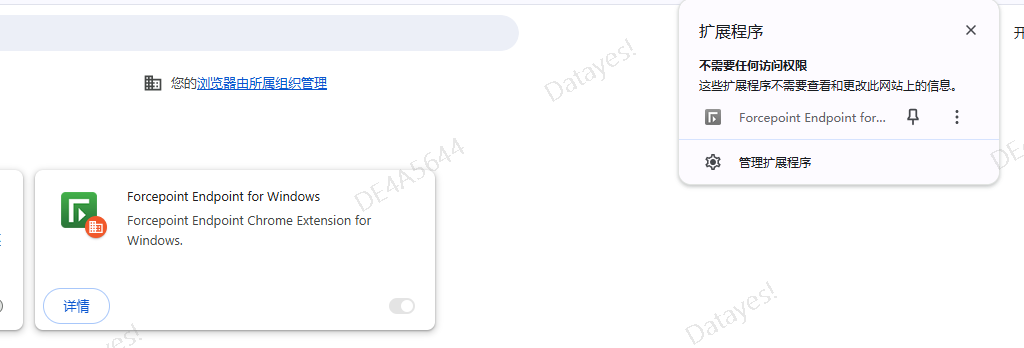 扩展程序
开
不需要任何访问权限
这些扩展程序不需要查看和更改此网站上的信息。
Forcepoint Endpoint for...
管理扩展程序
您的浏览器由所属组织管理
Forcepoint Endpoint for Windows
Forcepoint Endpoint Chrome Extension for
Windows.
详情
Datayes!
DE4A5644
Datayes!